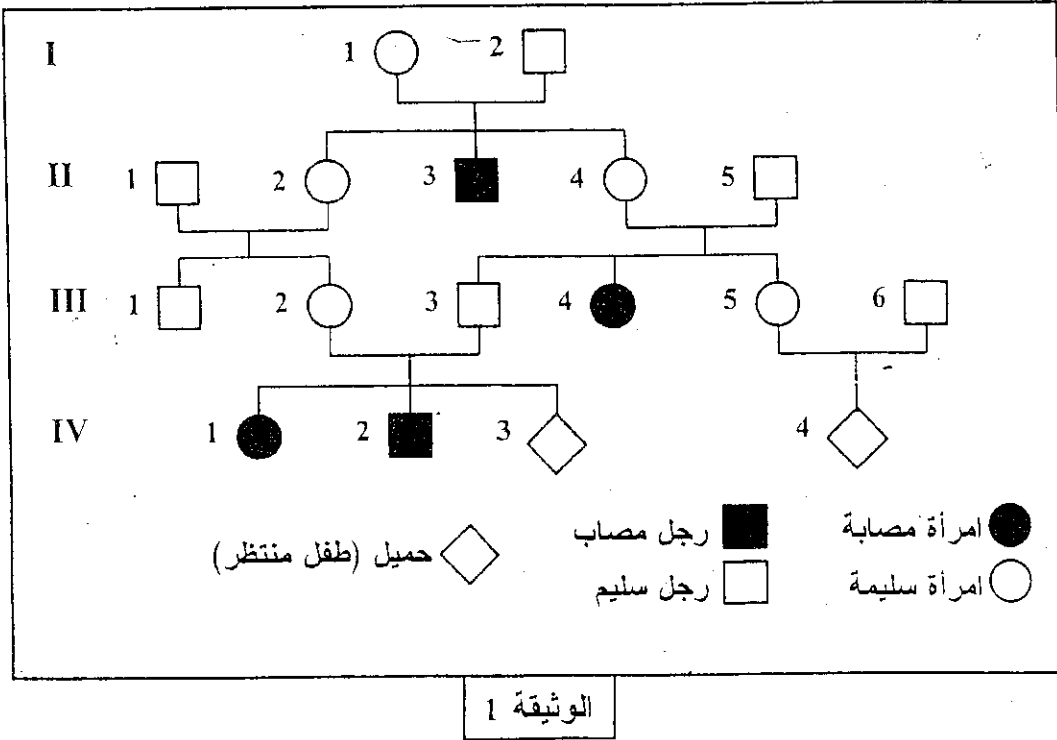 I 1 2
II 1 2 3 4 5
III 1 2 3 4 5 6
IV 1 2 3 4
امرأة مصابة رجل مصاب حميل (طفل منتظر)
امرأة سليمة رجل سليم
الوثيقة 1